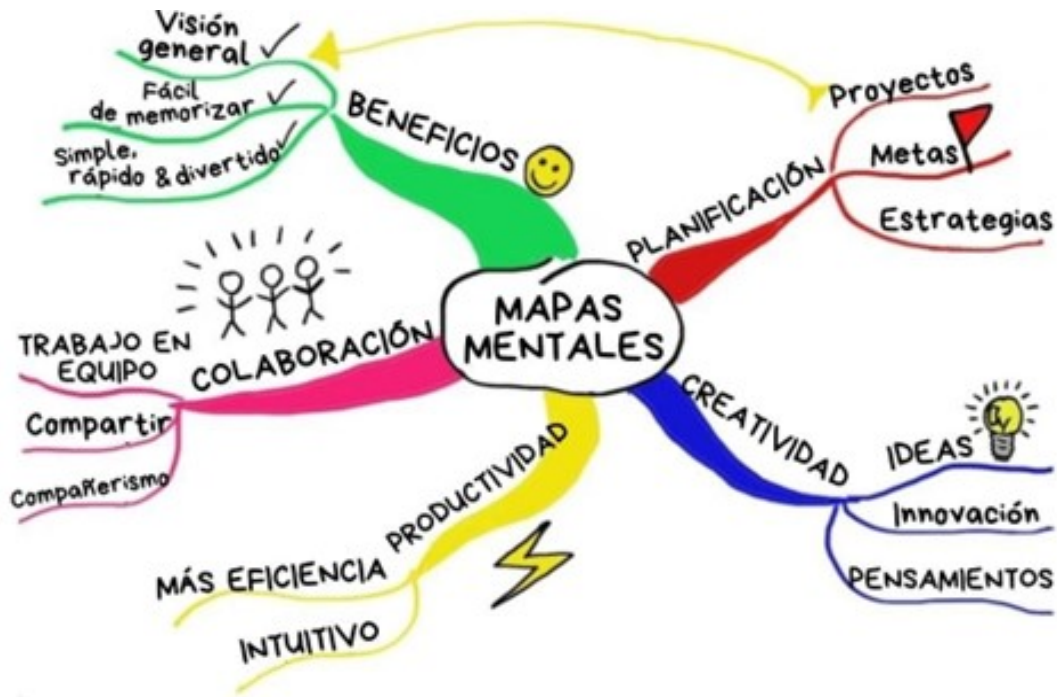 Visión
general
Fácil
de memorizar
Simple,
rápido & divertido
BENEFICIOS
Proyectos
Metas
Estrategias
PLANIFICACIÓN
MAPAS
MENTALES
TRABAJO EN
EQUIPO
Compartir
Compañerismo
COLABORACIÓN
CREATIVIDAD
IDEAS
Innovación
PENSAMIENTOS
PRODUCTIVIDAD
MÁS EFICIENCIA
INTUITIVO